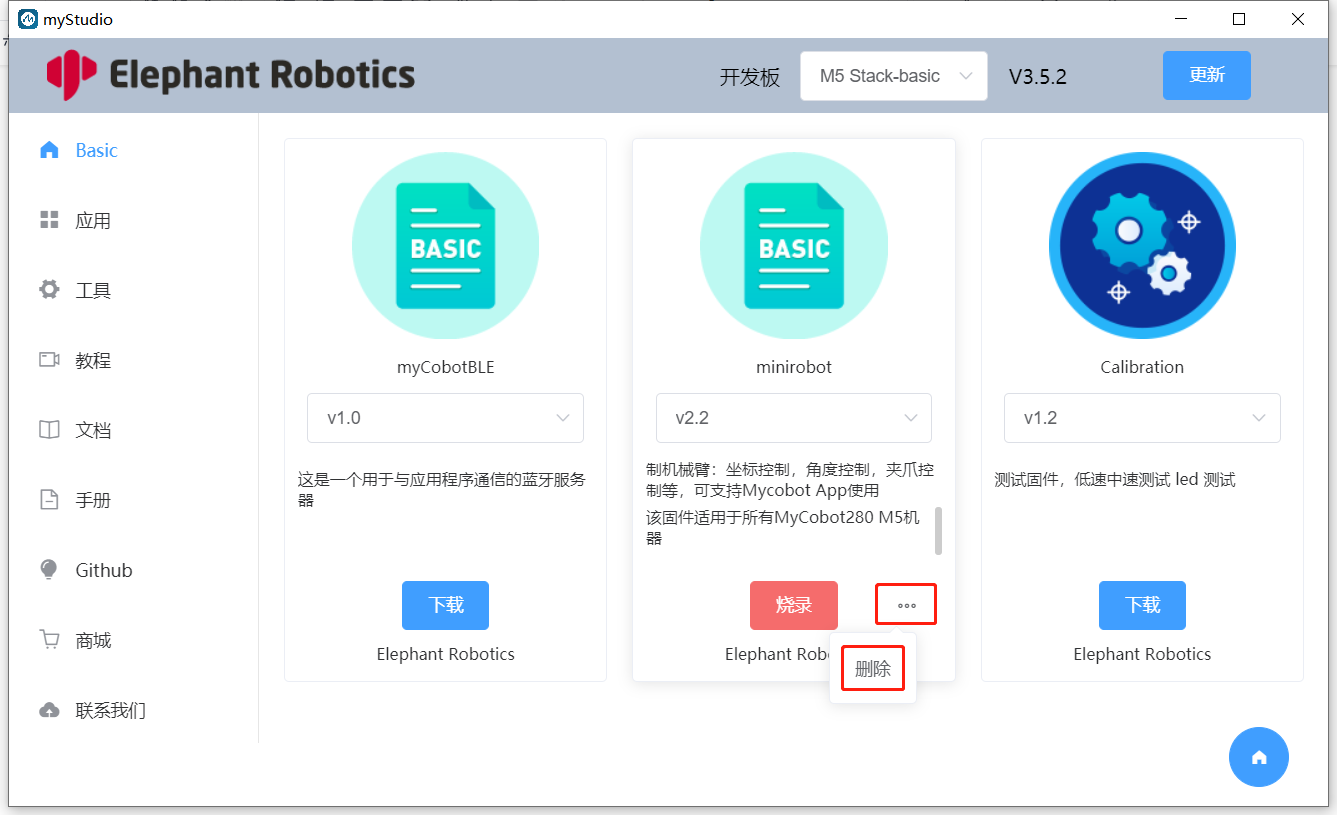 myStudio
Elephant Robotics
开发板
M5 Stack-basic
V3.5.2
更新
Basic
应用
工具
教程
文档
手册
Github
商城
联系我们
BASIC
myCobotBLE
v1.0
这是一个用于与应用程序通信的蓝牙服务
器
下载
Elephant Robotics
BASIC
minirobot
v2.2
制机械臂：坐标控制，角度控制，夹爪控
制等，可支持Mycobot App使用
该固件适用于所有MyCobot280 M5机
器
烧录
Elephant Rob
删除
Calibration
v1.2
测试固件，低速中速测试 led 测试
下载
Elephant Robotics